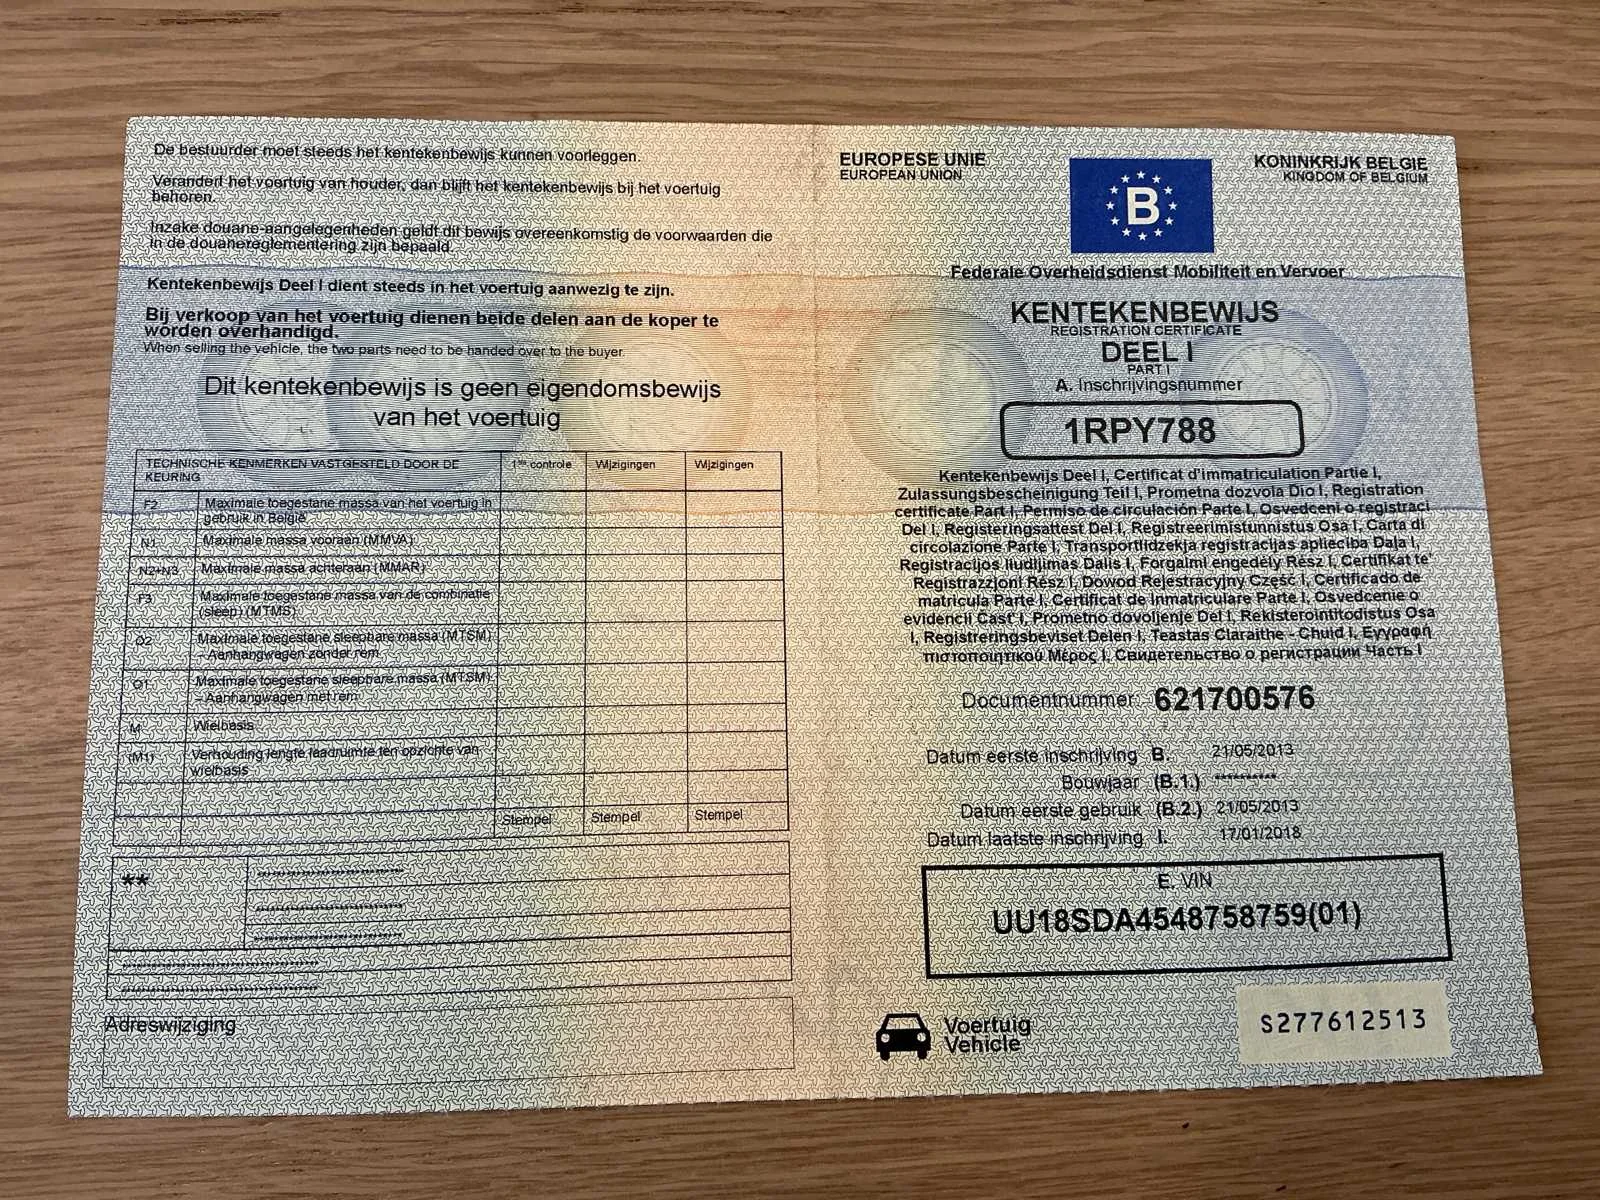 De bestuurder moet steeds het kentekenbewijs kunnen voorleggen.
Verandert het voertuig van houder, dan blijft het kentekenbewijs bij het voertuig
behoren.
Inzake douane-aangelegenheden geldt dit bewijs overeenkomstig de voorwaarden die
in de douanereglementering zijn bepaald.
Kentekenbewijs Deel I dient steeds in het voertuig aanwezig te zijn.
Bij verkoop van het voertuig dienen beide delen aan de koper te
worden overhandigd.
When selling the vehicle, the two parts need to be handed over to the buyer.
Dit kentekenbewijs is geen eigendomsbewijs
van het voertuig
TECHNISCHE KENMERKEN VASTGESTELD DOOR DE
KEURING
1ste controle
Wijzigingen
Wijzigingen
F2 Maximale toegestane massa van het voertuig in
gebruik in België
N1 Maximale massa vooraan (MMVA)
N2+N3 Maximale massa achteraan (MMAR)
F3 Maximale toegestane massa van de combinatie
(sleep) (MTMS)
O2 Maximale toegestane sleepbare massa (MTSM)
– Aanhangwagen zonder rem
O1 Maximale toegestane sleepbare massa (MTSM)
– Aanhangwagen met rem
M Wielbasis
(M1) Verhouding lengte laadruimte ten opzichte van
wielbasis
Stempel
Stempel
Stempel
**
Adreswijziging
EUROPESE UNIE
EUROPEAN UNION
B
KONINKRIJK BELGIE
KINGDOM OF BELGIUM
Federale Overheidsdienst Mobiliteit en Vervoer
KENTEKENBEWIJS
REGISTRATION CERTIFICATE
DEEL I
PART I
A. Inschrijvingsnummer
1RPY788
Kentekenbewijs Deel I, Certificat d'immatriculation Partie I,
Zulassungsbescheinigung Teil I, Prometna dozvola Dio I, Registration
certificate Part I, Permiso de circulación Parte I, Osvedceni o registraci
Del I, Registeringsattest Del I, Registreerimistunnistus Osa I, Carta di
circolazione Parte I, Transportlidzekja registracijas aplieciba Daļa I,
Registracijos liudijimas Dalis I, Forgalmi engedély Rész I, Certifikat te'
Registrazzjoni Rész I, Dowod Rejestracyjny Część I, Certificado de
matricula Parte I, Certificat de Inmatriculare Parte I, Osvedcenie o
evidencii Čast' I, Prometno dovoljenje Del I, Rekisterointitodistus Osa
I, Registreringsbeviset Delen I, Teastas Claraithe - Chuid I, Εγγραφή
πιστοποιητικού Μέρος I, Свидетельство о регистрации Часть I
Documentnummer 621700576
Datum eerste inschrijving B. 21/05/2013
Bouwjaar (B.1.) **********
Datum eerste gebruik (B.2.) 21/05/2013
Datum laatste inschrijving I. 17/01/2018
E. VIN
UU18SDA4548758759(01)
Voertuig
Vehicle
S277612513